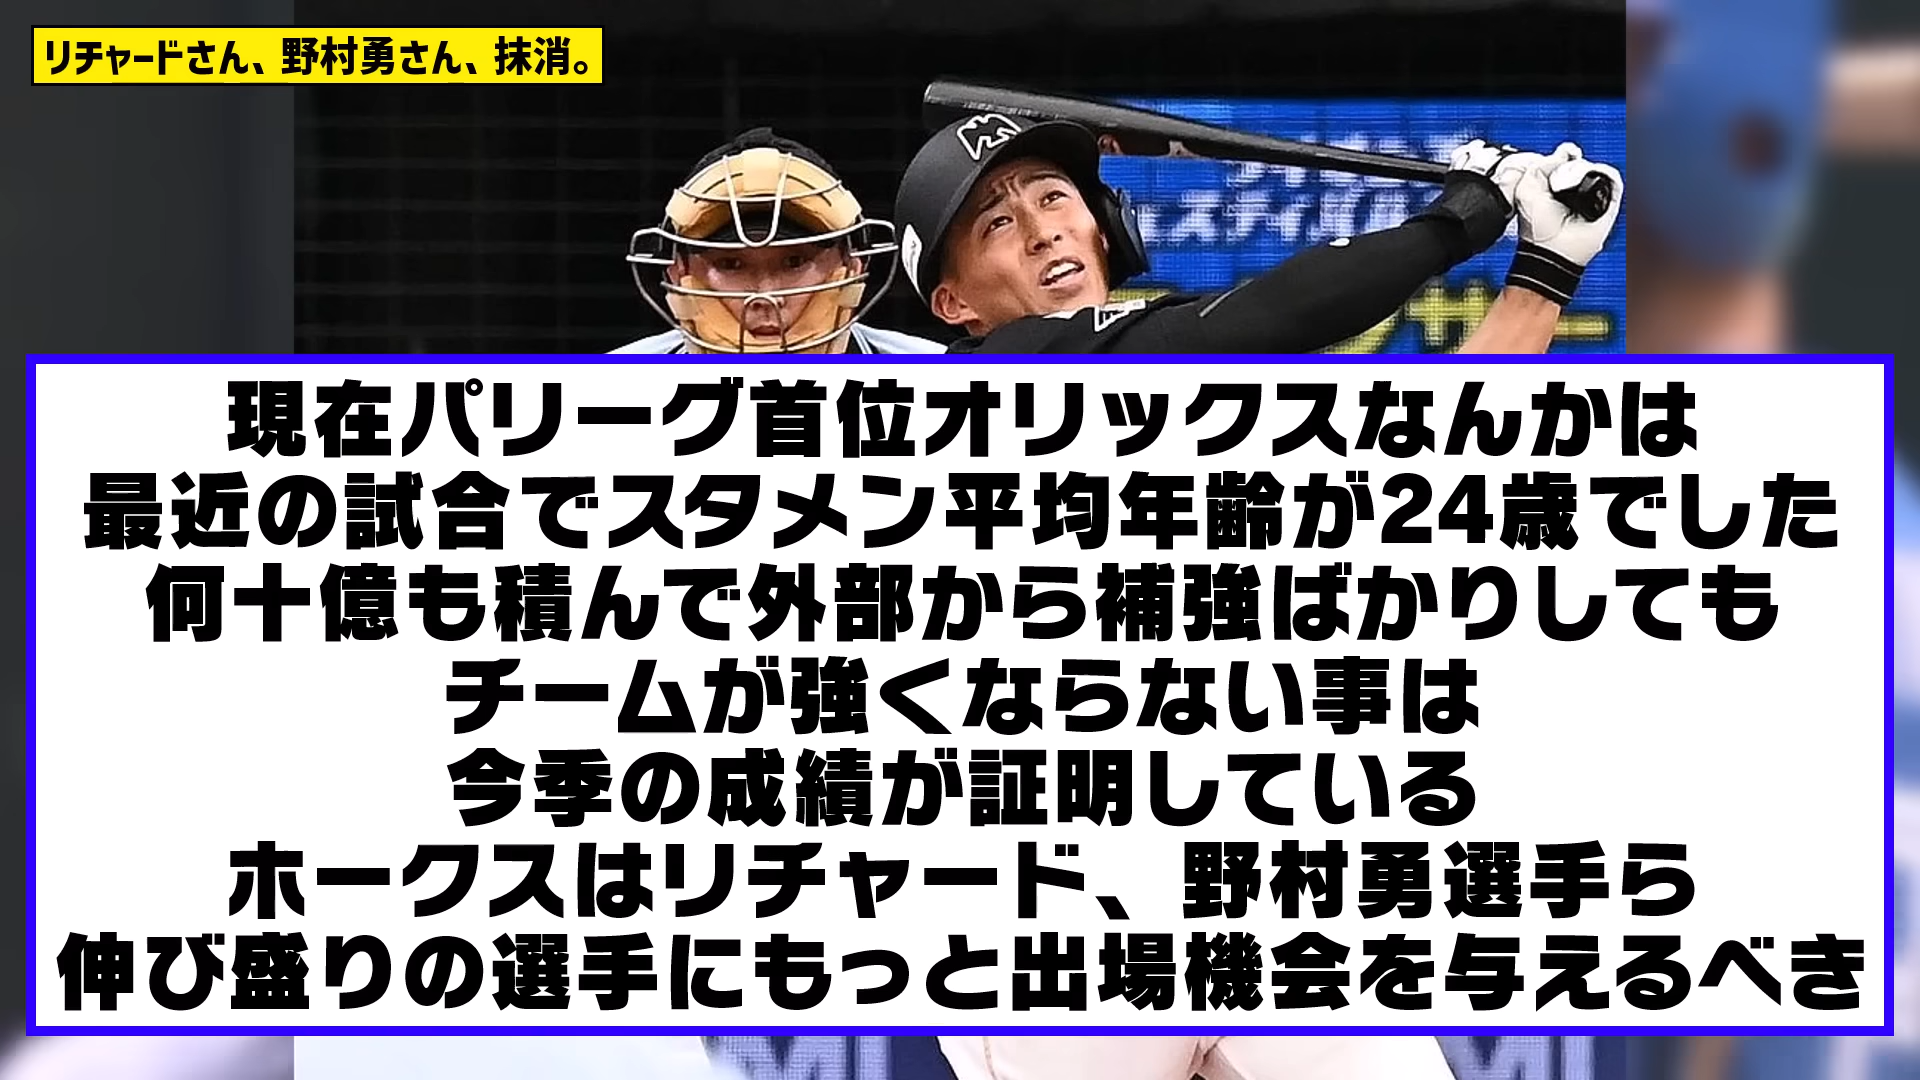 リチャードさん、野村勇さん、抹消。
現在パリーグ首位オリックスなんかは
最近の試合でスタメン平均年齢が24歳でした
何十億も積んで外部から補強ばかりしても
チームが強くならない事は
今季の成績が証明している
ホークスはリチャード、野村勇選手ら
伸び盛りの選手にもっと出場機会を与えるべき